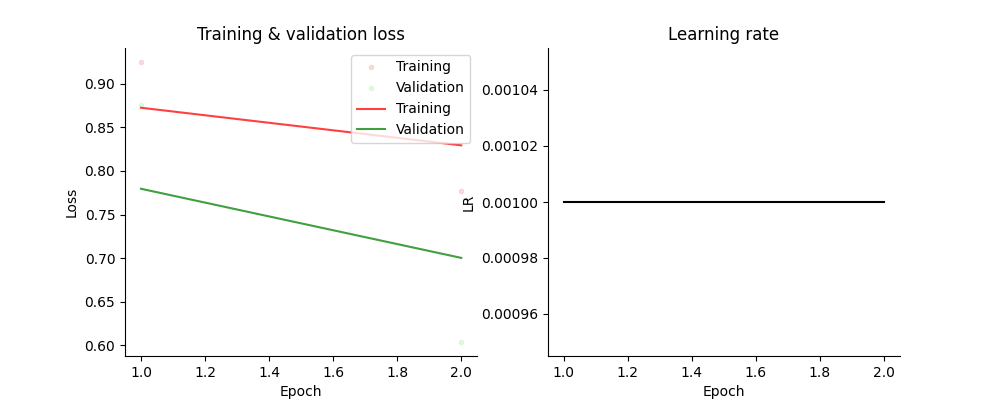 Training & validation loss
Training
Validation
Training
Validation
0.90
0.85
0.80
0.75
0.70
0.65
0.60
Loss
1.0 1.2 1.4 1.6 1.8 2.0
Epoch
Learning rate
0.00104
0.00102
0.00100
0.00098
0.00096
LR
1.0 1.2 1.4 1.6 1.8 2.0
Epoch